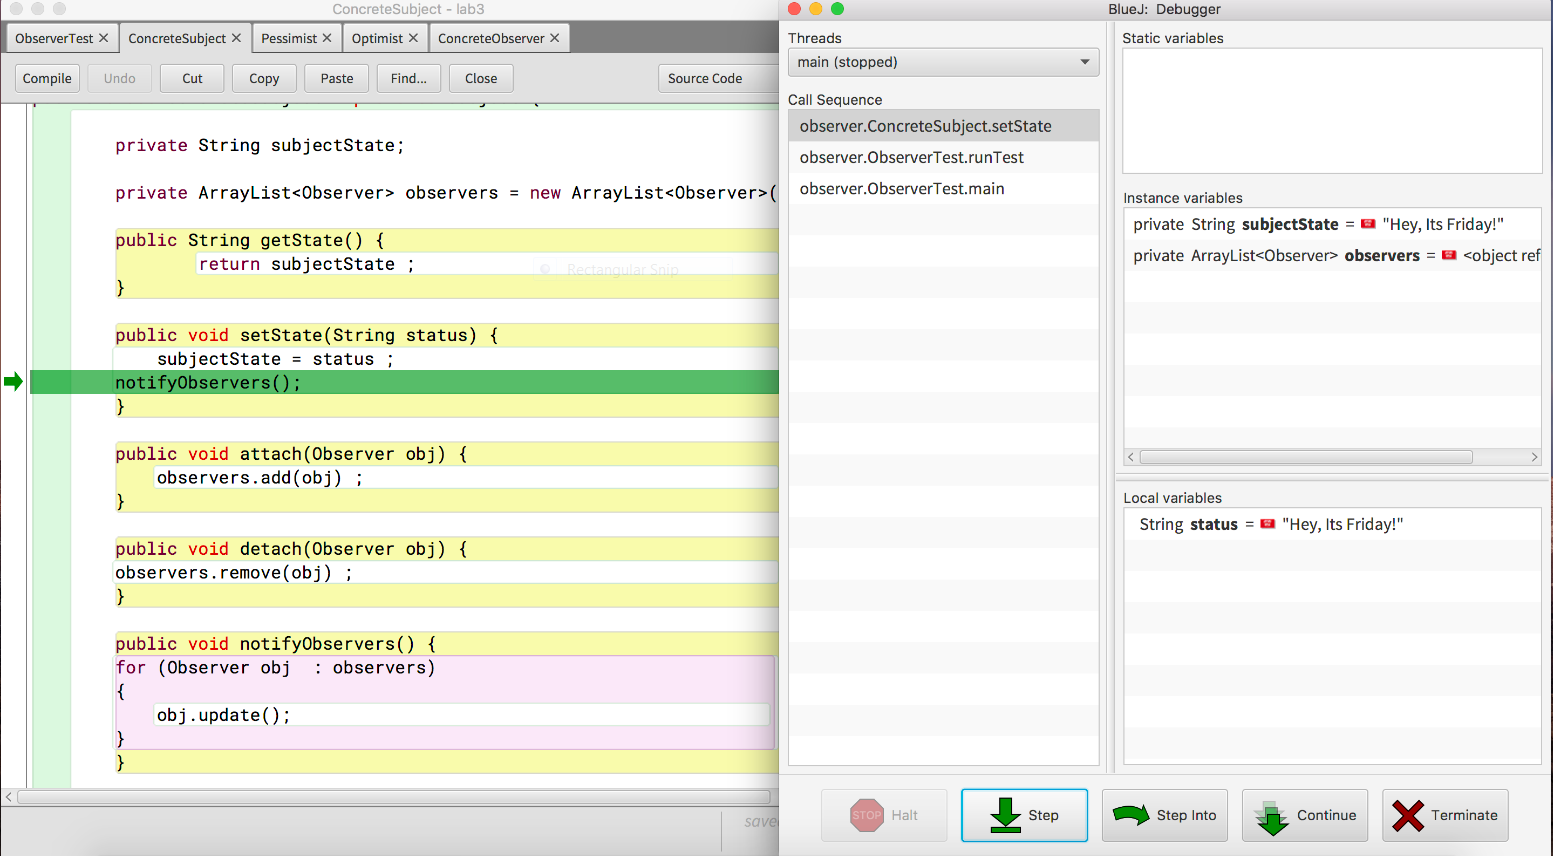 ConcreteSubject - lab3
ObserverTest ✕ ConcreteSubject ✕ Pessimist ✕ Optimist ✕ ConcreteObserver ✕
Compile Undo Cut Copy Paste Find... Close Source Code
private String subjectState;
private ArrayList<Observer> observers = new ArrayList<Observer>(
public String getState() {
return subjectState ;
Rectangular Snip
}
public void setState(String status) {
subjectState = status ;
notifyObservers();
}
public void attach(Observer obj) {
observers.add(obj) ;
}
public void detach(Observer obj) {
observers.remove(obj) ;
}
public void notifyObservers() {
for (Observer obj  : observers)
{
obj.update();
}
}
BlueJ: Debugger
Threads
main (stopped)
Call Sequence
observer.ConcreteSubject.setState
observer.ObserverTest.runTest
observer.ObserverTest.main
Static variables
Instance variables
private String subjectState = "Hey, Its Friday!"
private ArrayList<Observer> observers = <object ref
Local variables
String status = "Hey, Its Friday!"
STOP Halt Step Step Into Continue Terminate